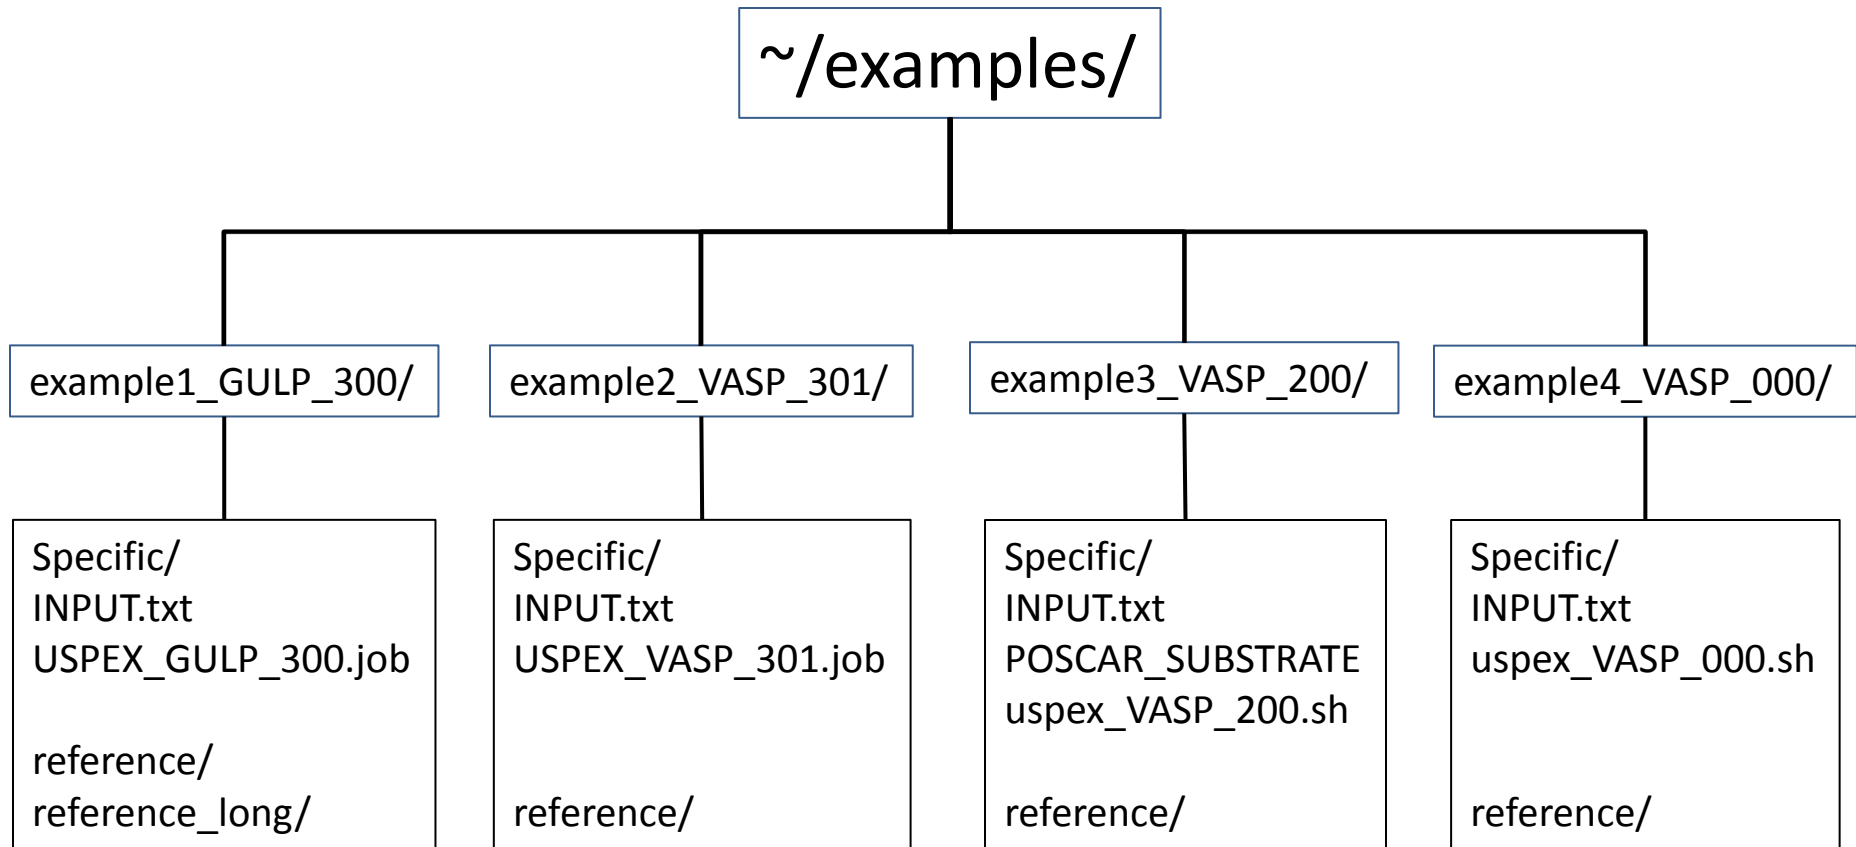 ~/examples/
example1_GULP_300/
example2_VASP_301/
example3_VASP_200/
example4_VASP_000/
Specific/
INPUT.txt
USPEX_GULP_300.job
reference/
reference_long/
Specific/
INPUT.txt
USPEX_VASP_301.job
reference/
Specific/
INPUT.txt
POSCAR_SUBSTRATE
uspex_VASP_200.sh
reference/
Specific/
INPUT.txt
uspex_VASP_000.sh
reference/